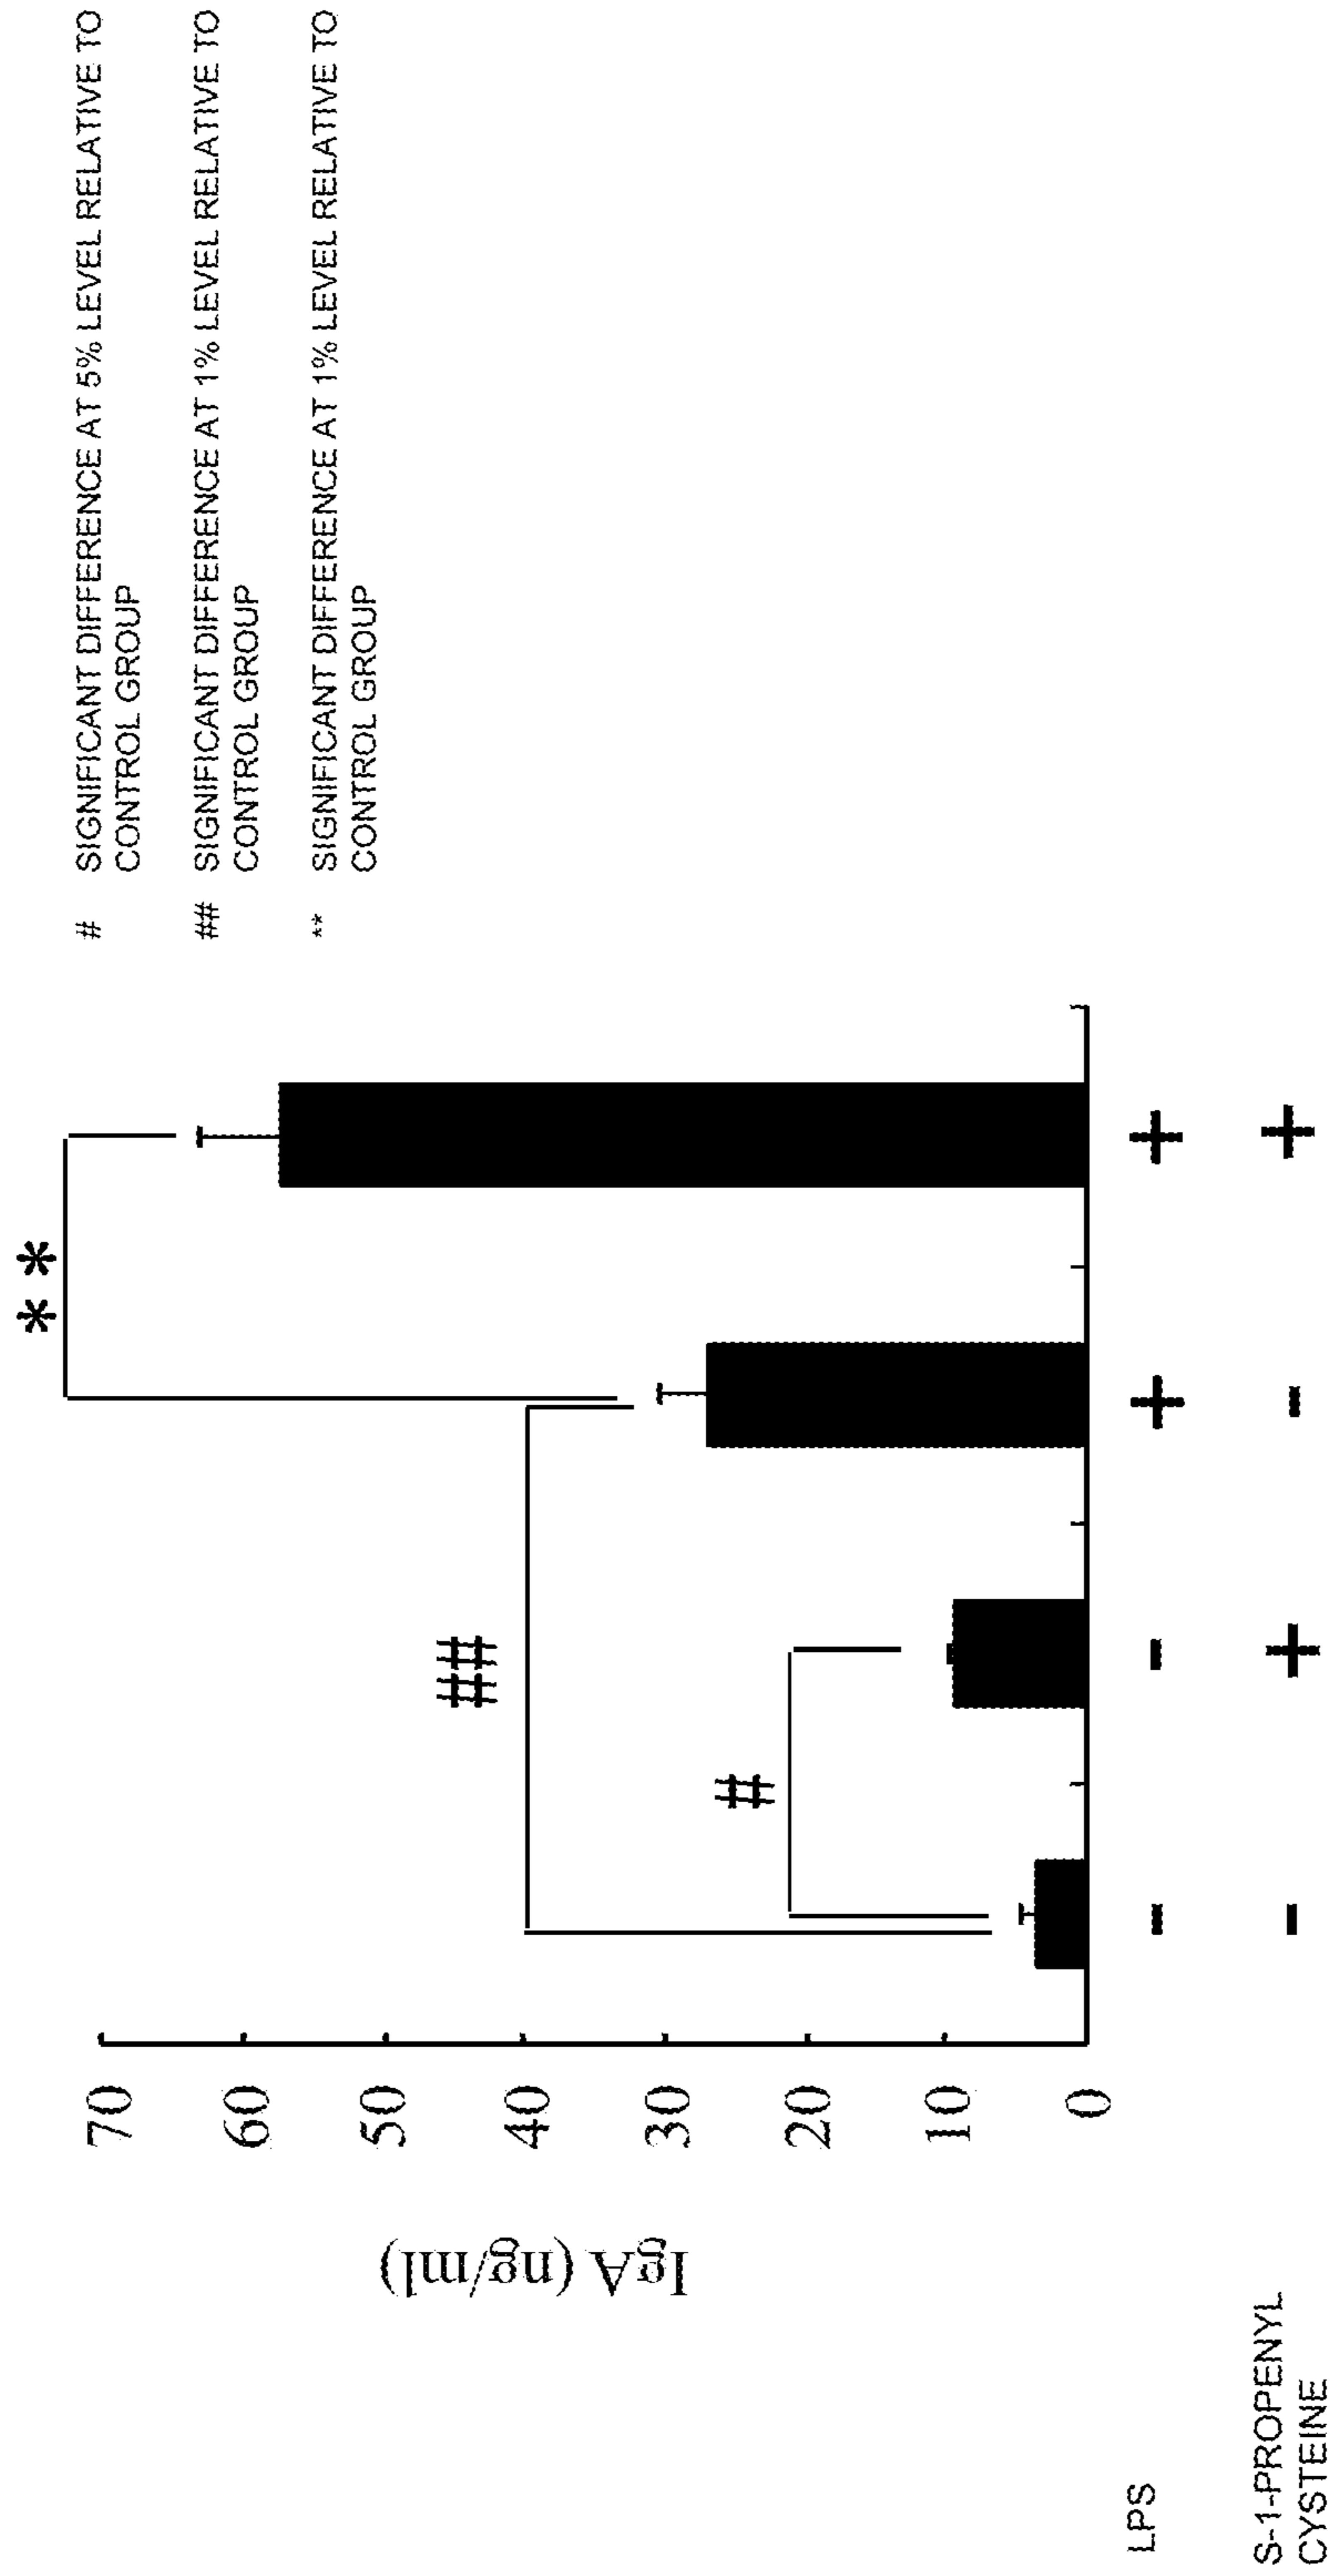 # SIGNIFICANT DIFFERENCE AT 5% LEVEL RELATIVE TO
CONTROL GROUP
## SIGNIFICANT DIFFERENCE AT 1% LEVEL RELATIVE TO
CONTROL GROUP
** SIGNIFICANT DIFFERENCE AT 1% LEVEL RELATIVE TO
CONTROL GROUP
**
##
#
IgA (ng/ml)
70
60
50
40
30
20
10
0
LPS - - + +
S-1-PROPENYL
CYSTEINE - + - +